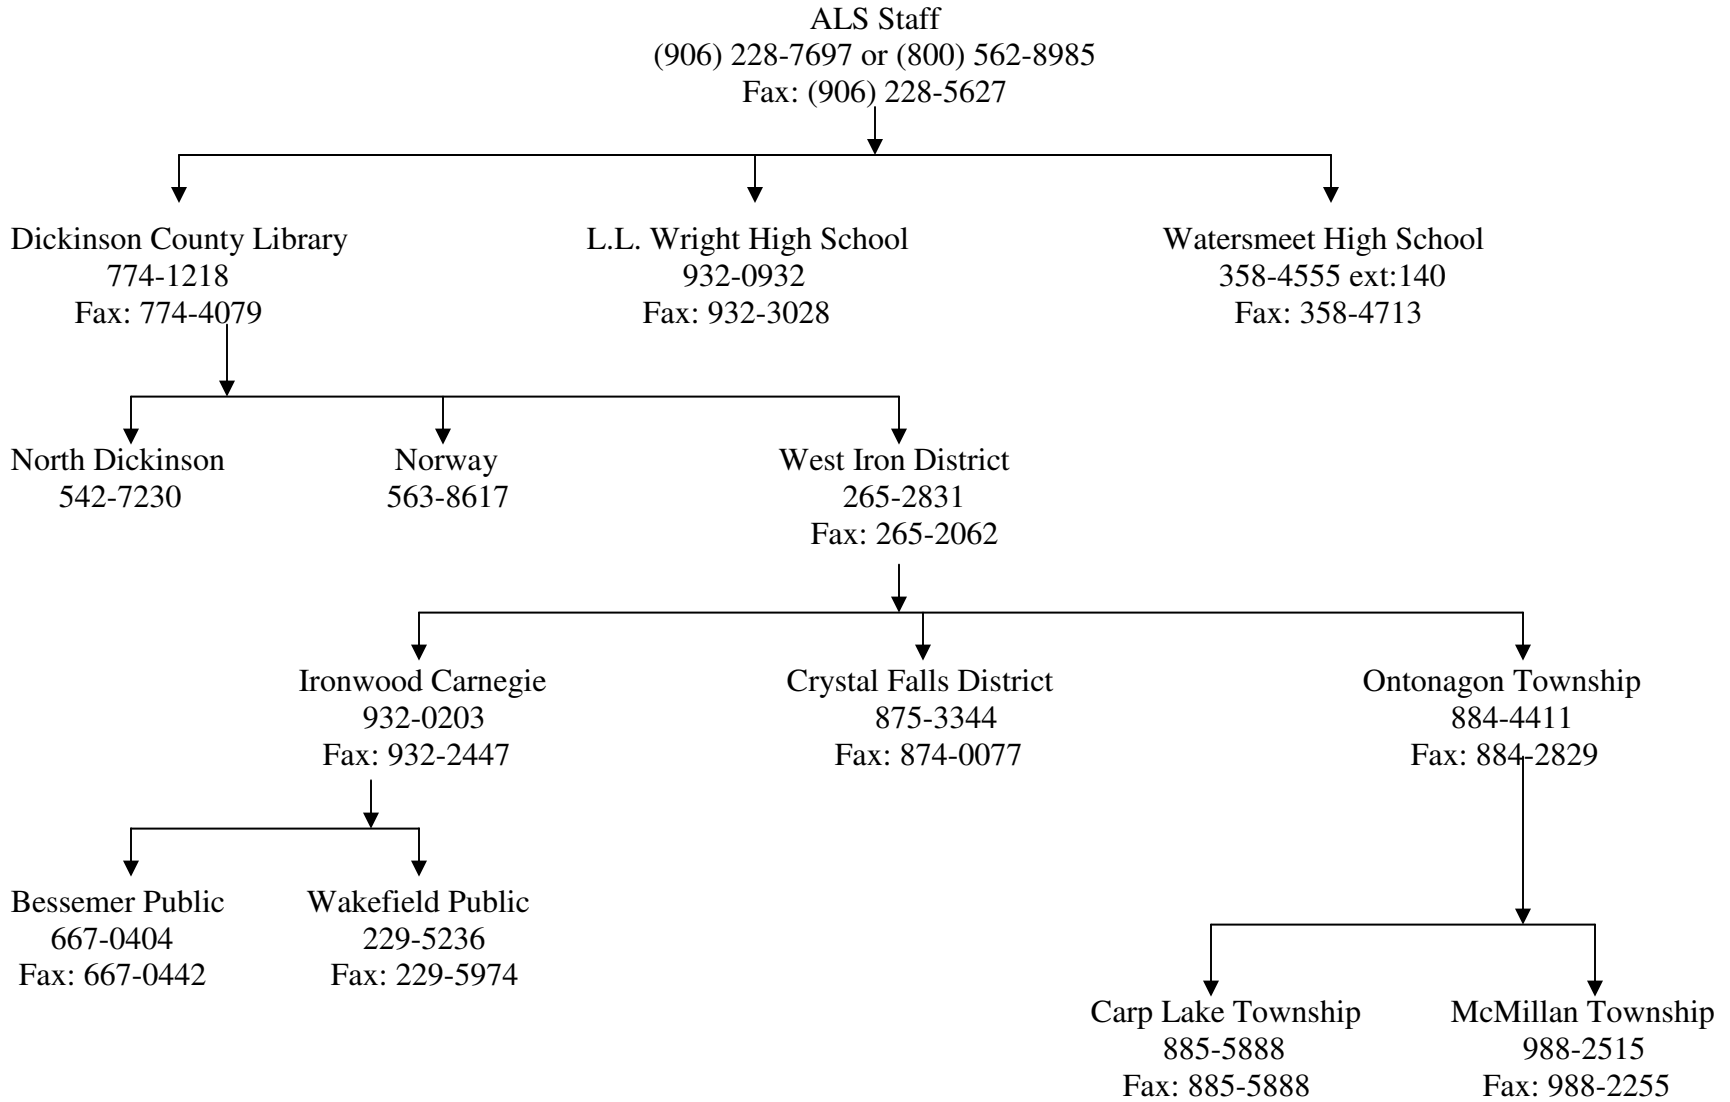 ALS Staff
(906) 228-7697 or (800) 562-8985
Fax: (906) 228-5627
Dickinson County Library
774-1218
Fax: 774-4079
L.L. Wright High School
932-0932
Fax: 932-3028
Watersmeet High School
358-4555 ext:140
Fax: 358-4713
North Dickinson
542-7230
Norway
563-8617
West Iron District
265-2831
Fax: 265-2062
Ironwood Carnegie
932-0203
Fax: 932-2447
Crystal Falls District
875-3344
Fax: 874-0077
Ontonagon Township
884-4411
Fax: 884-2829
Bessemer Public
667-0404
Fax: 667-0442
Wakefield Public
229-5236
Fax: 229-5974
Carp Lake Township
885-5888
Fax: 885-5888
McMillan Township
988-2515
Fax: 988-2255